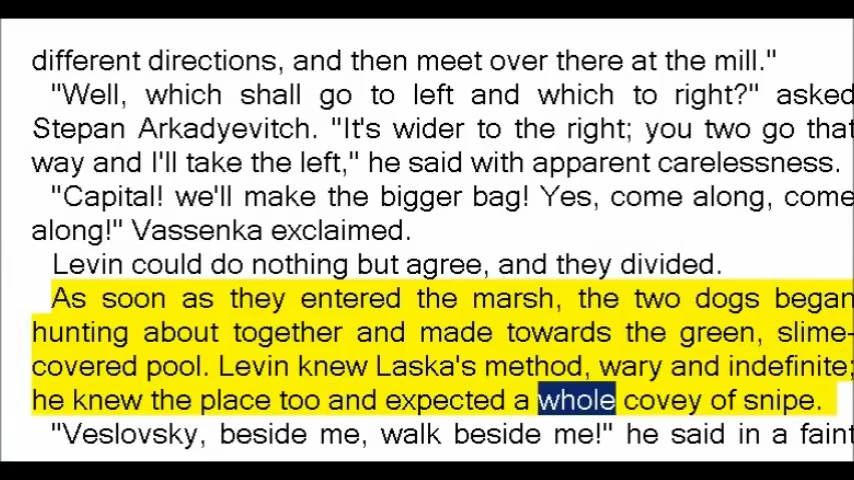 different directions, and then meet over there at the mill."
"Well, which shall go to left and which to right?" asked
Stepan Arkadyevitch. "It's wider to the right; you two go that
way and I'll take the left," he said with apparent carelessness.
"Capital! we'll make the bigger bag! Yes, come along, come
along!" Vassenka exclaimed.
Levin could do nothing but agree, and they divided.
As soon as they entered the marsh, the two dogs began
hunting about together and made towards the green, slime-
covered pool. Levin knew Laska's method, wary and indefinite;
he knew the place too and expected a whole covey of snipe.
"Veslovsky, beside me, walk beside me!" he said in a faint